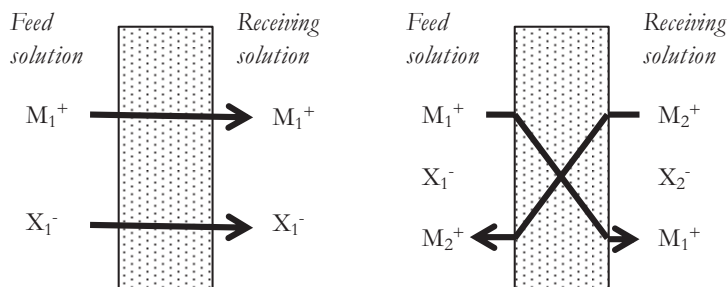 Feed
solution
Receiving
solution
M₁⁺
M₁⁺
X₁⁻
X₁⁻
Feed
solution
Receiving
solution
M₁⁺
M₂⁺
X₁⁻
X₂⁻
M₂⁺
M₁⁺